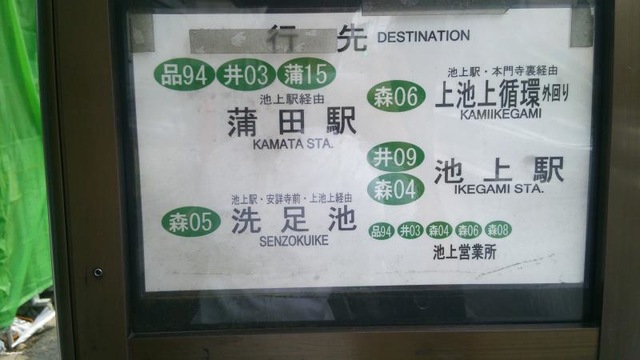 行先 DESTINATION
品94 井03 蒲15
池上駅経由
蒲田駅
KAMATA STA.
池上駅・本門寺裏経由
森06 上池上循環外回り
KAMIIKEGAMI
井09
森04
池上駅
IKEGAMI STA.
池上駅・安詳寺前・上池上経由
森05 洗足池
SENZOKUIKE
品94 井03 森04 森06 森08
池上営業所